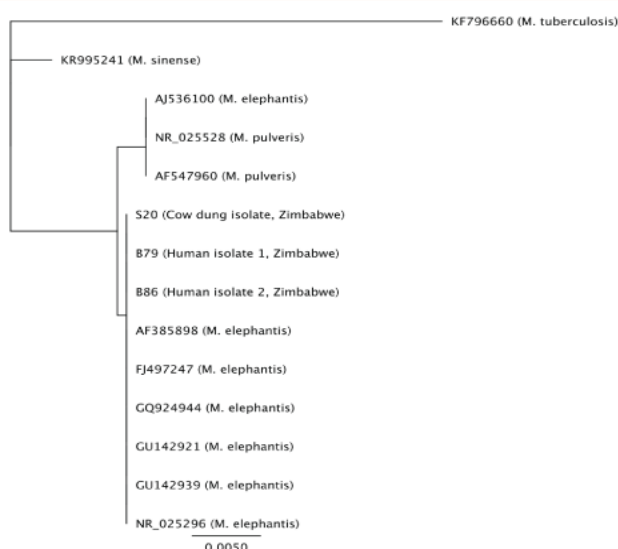 KF796660 (M. tuberculosis)
KR995241 (M. sinense)
AJ536100 (M. elephantis)
NR_025528 (M. pulveris)
AF547960 (M. pulveris)
S20 (Cow dung isolate, Zimbabwe)
B79 (Human isolate 1, Zimbabwe)
B86 (Human isolate 2, Zimbabwe)
AF385898 (M. elephantis)
FJ497247 (M. elephantis)
GQ924944 (M. elephantis)
GU142921 (M. elephantis)
GU142939 (M. elephantis)
NR_025296 (M. elephantis)
0.0050